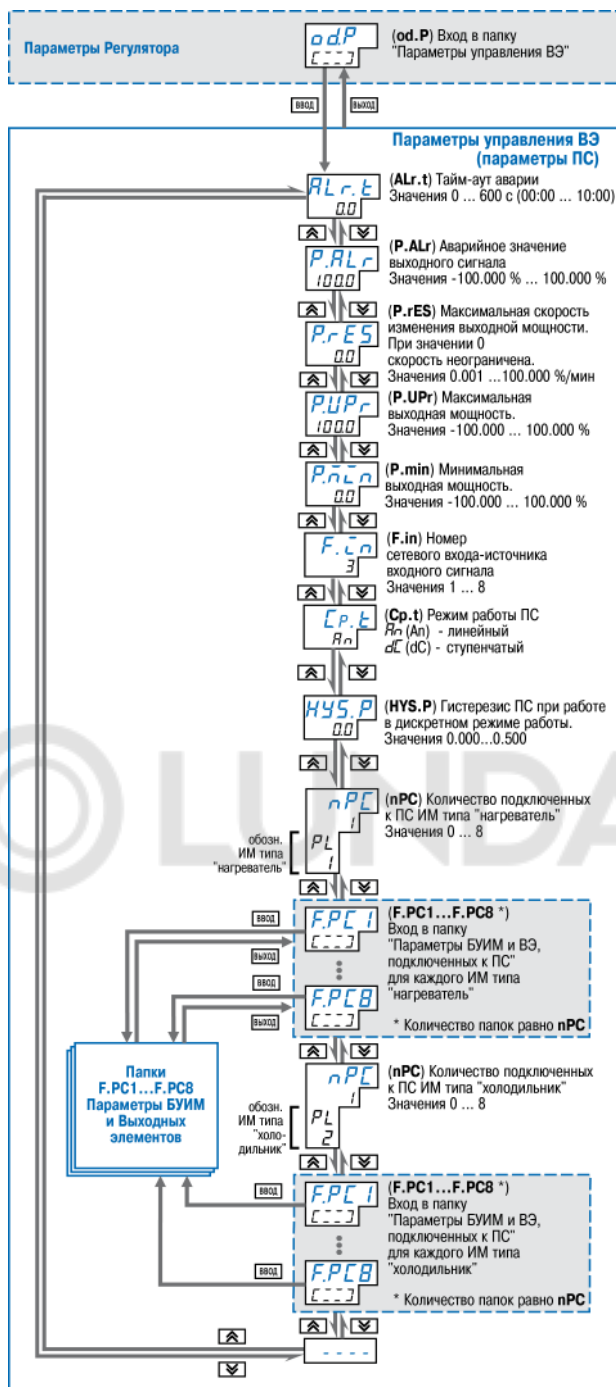 Параметры Регулятора
od.P
[---]
(od.P) Вход в папку
"Параметры управления ВЭ"
ВВОД
ВЫХОД
Параметры управления ВЭ
(параметры ПС)
ALr.t
0.0
(ALr.t) Тайм-аут аварии
Значения 0 ... 600 с (00:00 ... 10:00)
P.ALr
100.0
(P.ALr) Аварийное значение
выходного сигнала
Значения -100.000 % ... 100.000 %
P.rES
0.0
(P.rES) Максимальная скорость
изменения выходной мощности.
При значении 0
скорость неограничена.
Значения 0.001 ...100.000 %/мин
P.UPr
100.0
(P.UPr) Максимальная
выходная мощность.
Значения -100.000 ... 100.000 %
P.min
0.0
(P.min) Минимальная
выходная мощность.
Значения -100.000 ... 100.000 %
F.in
3
(F.in) Номер
сетевого входа-источника
входного сигнала
Значения 1 ... 8
Cp.t
An
(Cp.t) Режим работы ПС
An (An) - линейный
dC (dC) - ступенчатый
HYS.P
0.0
(HYS.P) Гистерезис ПС при работе
в дискретном режиме работы.
Значения 0.000...0.500
LUNDA
nPC
1
PL
1
обозн.
ИМ типа
"нагреватель"
(nPC) Количество подключенных
к ПС ИМ типа "нагреватель"
Значения 0 ... 8
ВВОД
ВЫХОД
F.PC1
[---]
ВВОД
ВЫХОД
F.PC8
[---]
(F.PC1...F.PC8 *)
Вход в папку
"Параметры БУИМ и ВЭ,
подключенных к ПС"
для каждого ИМ типа
"нагреватель"
* Количество папок равно nPC
Папки
F.PC1...F.PC8
Параметры БУИМ
и Выходных
элементов
nPC
1
PL
2
обозн.
ИМ типа
"холо-
дильник"
(nPC) Количество подключенных
к ПС ИМ типа "холодильник"
Значения 0 ... 8
ВВОД
F.PC1
[---]
ВВОД
F.PC8
[---]
(F.PC1...F.PC8 *)
Вход в папку
"Параметры БУИМ и ВЭ,
подключенных к ПС"
для каждого ИМ типа
"холодильник"
* Количество папок равно nPC
----